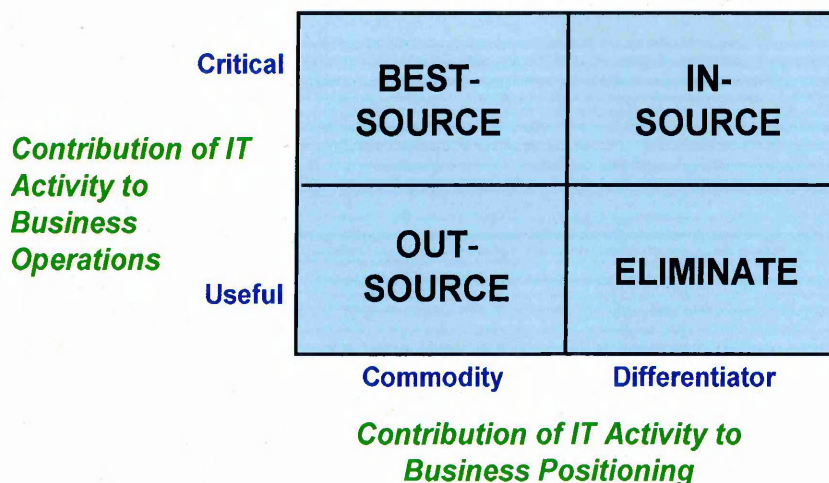 Critical
BEST-
SOURCE
IN-
SOURCE
Contribution of IT
Activity to
Business
Operations
Useful
OUT-
SOURCE
ELIMINATE
Commodity
Differentiator
Contribution of IT Activity to
Business Positioning